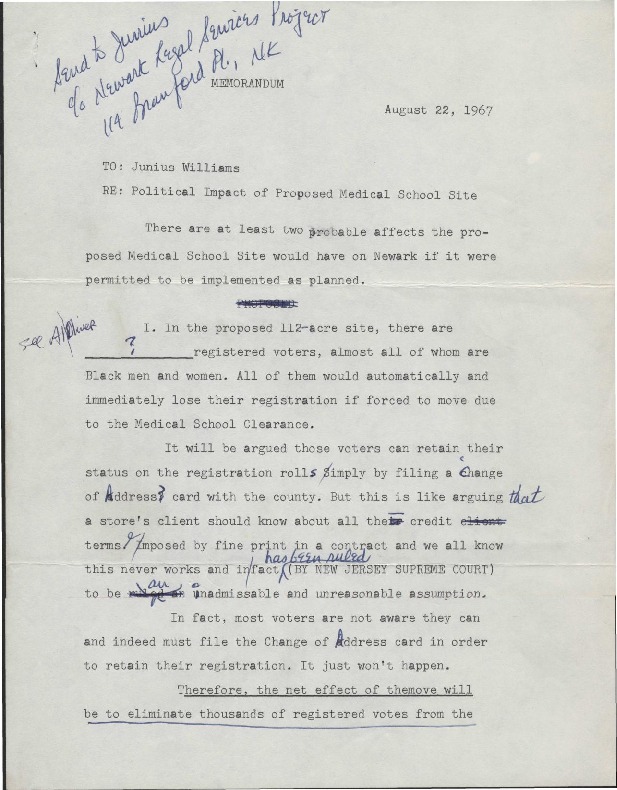 Send to Junius
c/o Newark Legal Services Project
114 Branford Pl., NK
MEMORANDUM
August 22, 1967
TO: Junius Williams
RE: Political Impact of Proposed Medical School Site
There are at least two probable affects the pro-
posed Medical School Site would have on Newark if it were
permitted to be implemented as planned.
PROPOSED
see Al Oliver
I. In the proposed 112-acre site, there are
? registered voters, almost all of whom are
Black men and women. All of them would automatically and
immediately lose their registration if forced to move due
to the Medical School Clearance.
It will be argued those voters can retain their
status on the registration rolls simply by filing a Change
of Address card with the county. But this is like arguing that
a store's client should know about all the credit client
terms imposed by fine print in a contract and we all know
has been ruled
this never works and in fact (BY NEW JERSEY SUPREME COURT)
to be ruled an an inadmissable and unreasonable assumption.
In fact, most voters are not aware they can
and indeed must file the Change of Address card in order
to retain their registration. It just won't happen.
Therefore, the net effect of themove will
be to eliminate thousands of registered votes from the